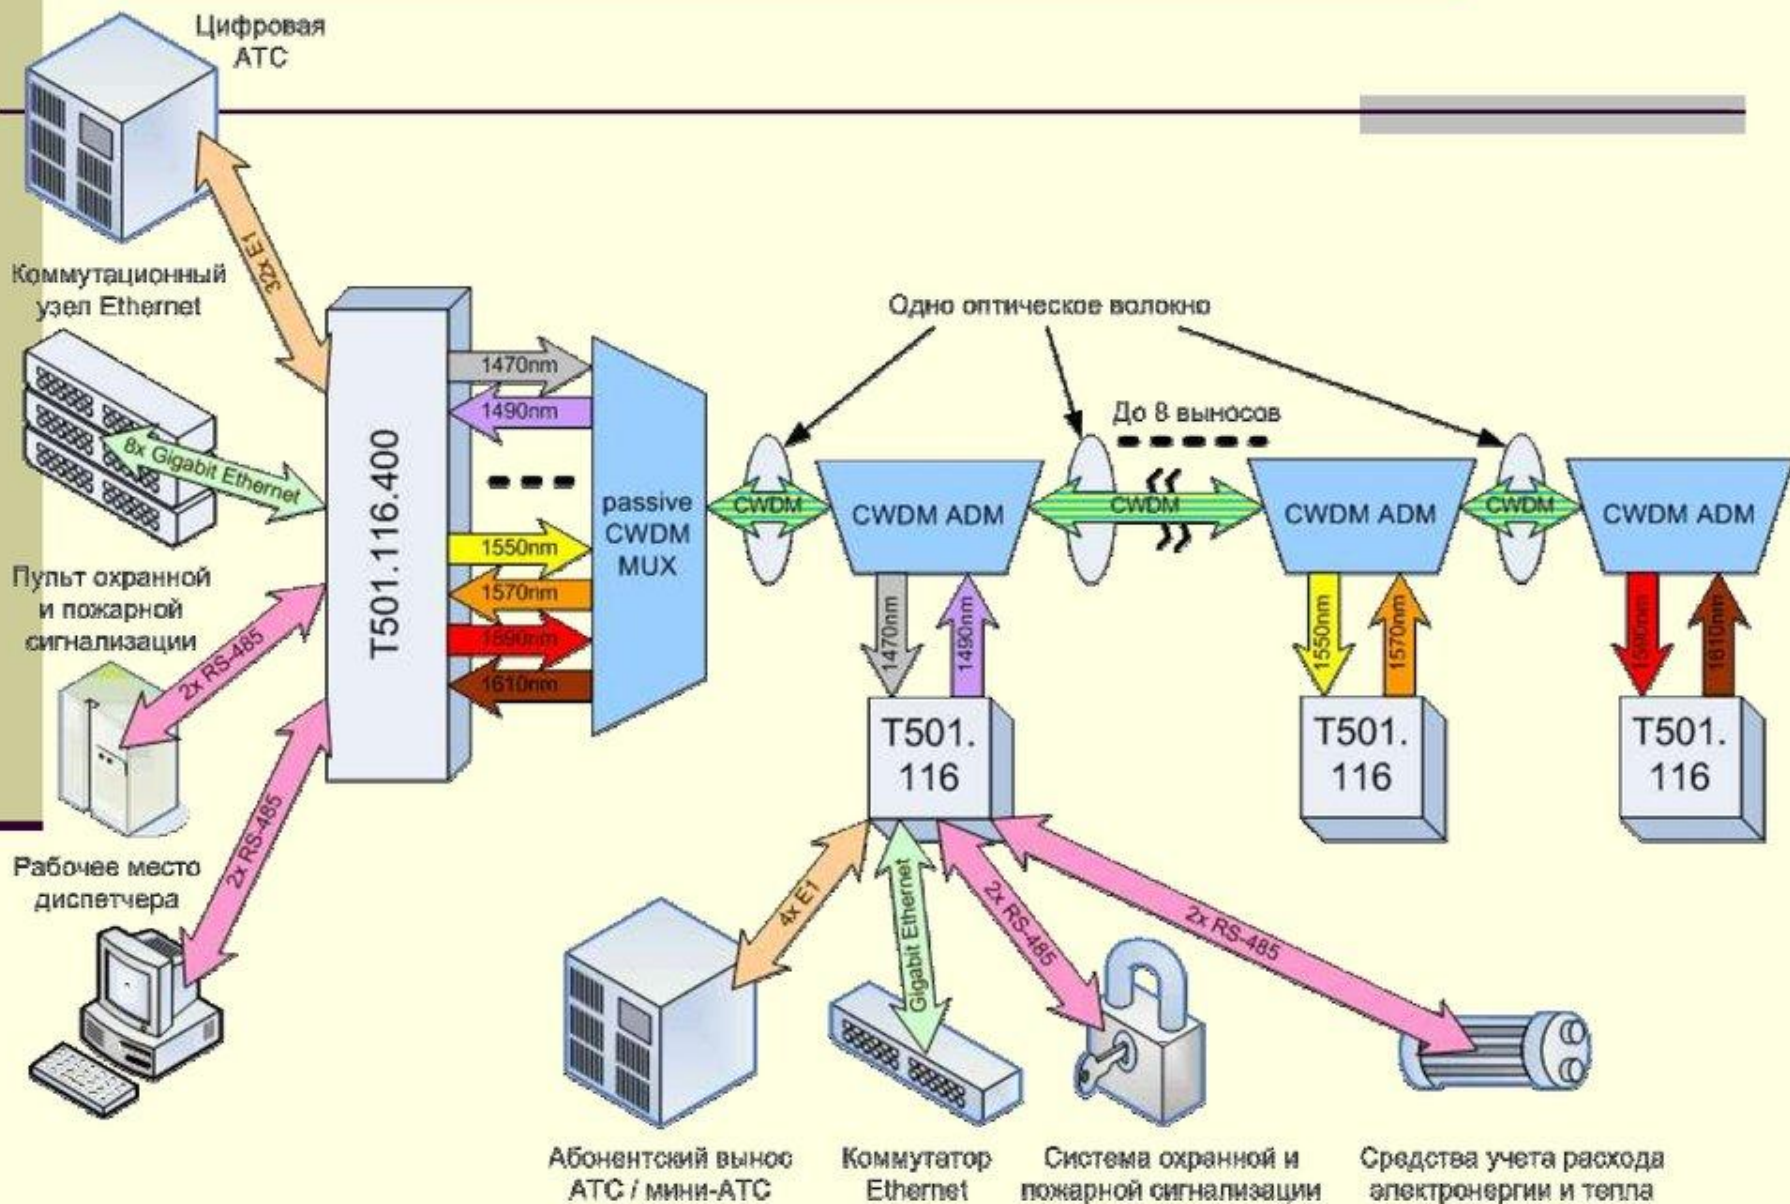 Цифровая
АТС
32x E1
Коммутационный
узел Ethernet
8x Gigabit Ethernet
Пульт охранной
и пожарной
сигнализации
2x RS-485
Рабочее место
диспетчера
2x RS-485
T501.116.400
1470nm
1490nm
1550nm
1570nm
1590nm
1610nm
passive
CWDM
MUX
Одно оптическое волокно
До 8 выносов
CWDM
CWDM ADM
CWDM
CWDM ADM
CWDM
CWDM ADM
1470nm
1490nm
1550nm
1570nm
1590nm
1610nm
T501.
116
T501.
116
T501.
116
4x E1
Gigabit Ethernet
2x RS-485
2x RS-485
Абонентский вынос
АТС / мини-АТС
Коммутатор
Ethernet
Система охранной и
пожарной сигнализации
Средства учета расхода
электронергии и тепла